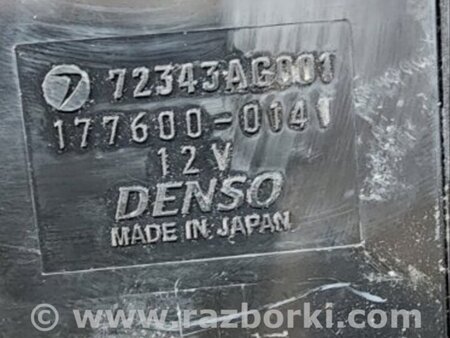 72343AG001
177600-0141
12V
DENSO
MADE IN JAPAN
© www.razborki.com